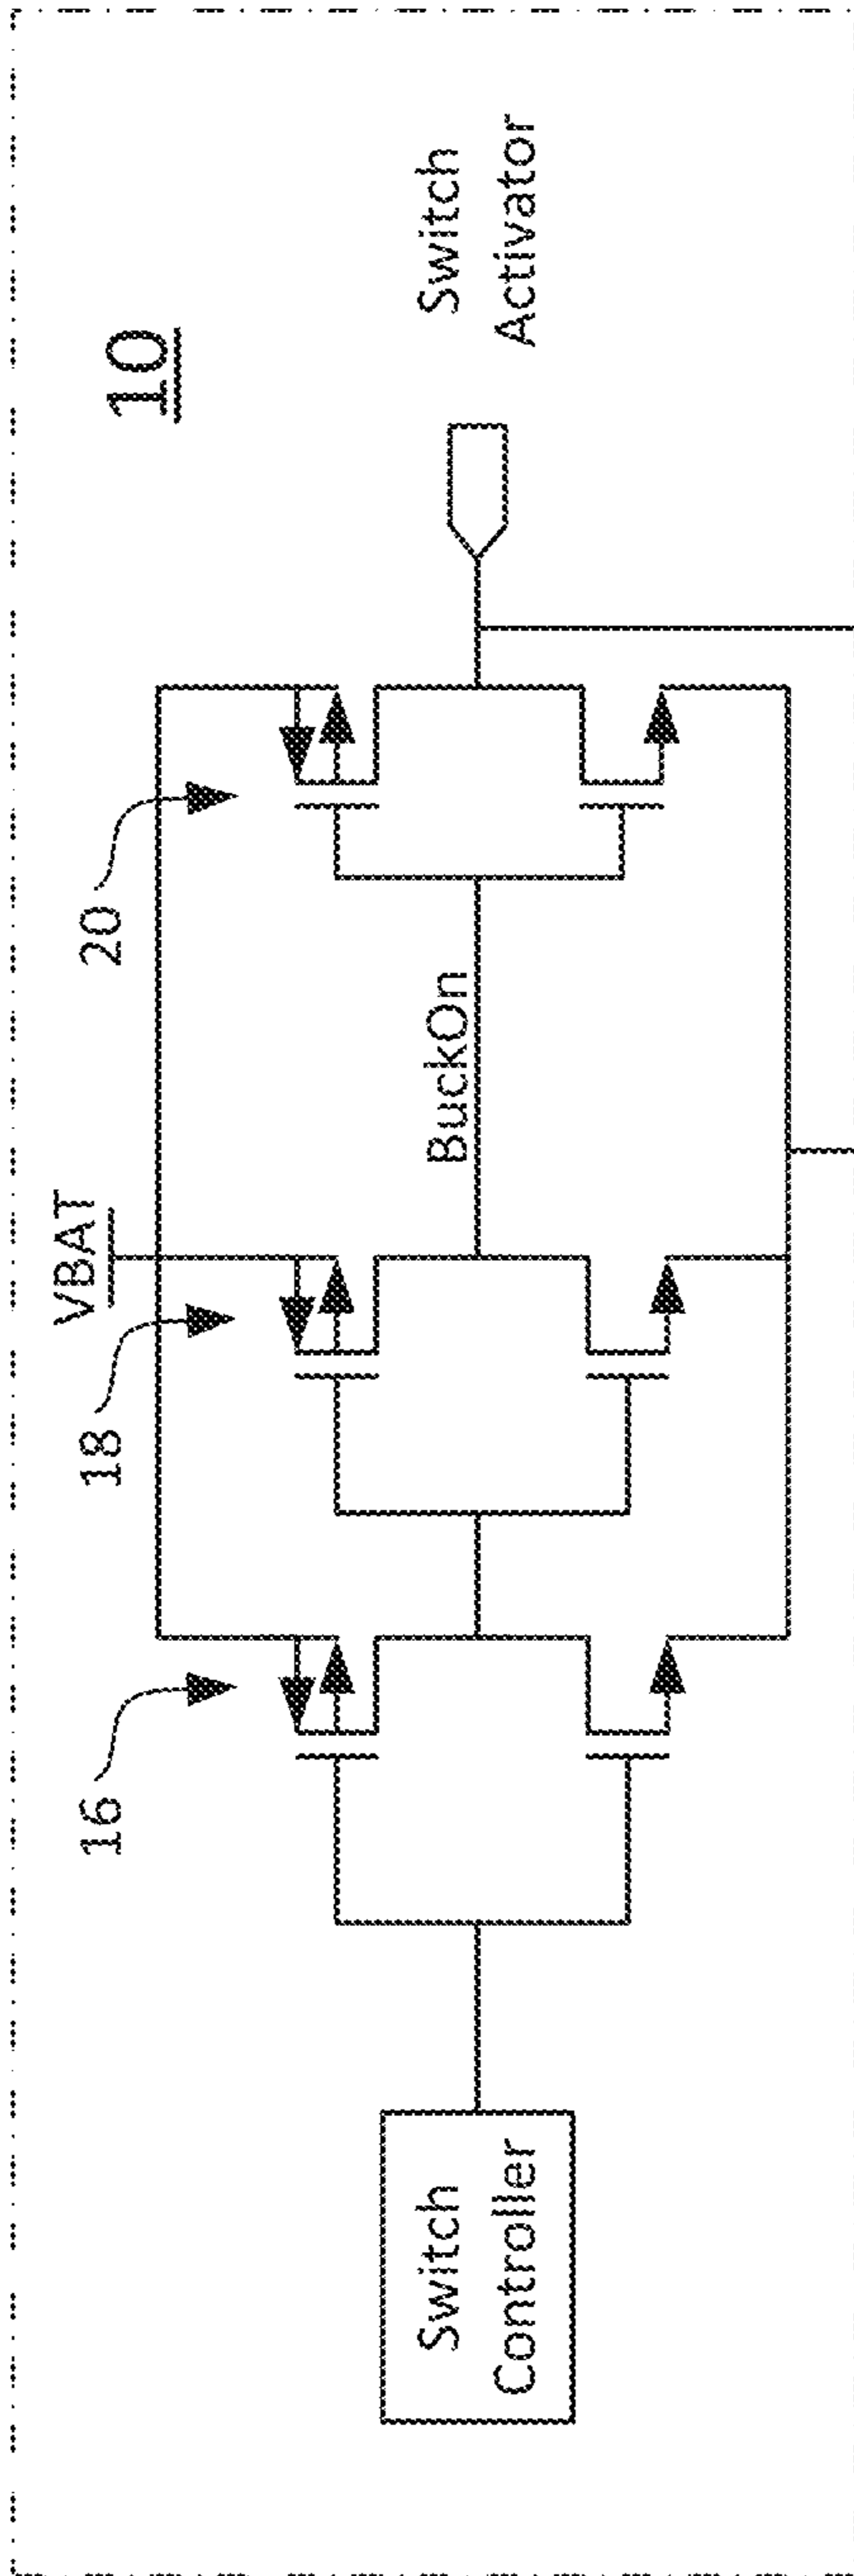 10
VBAT
16
18
20
Switch
Controller
BuckOn
Switch
Activator